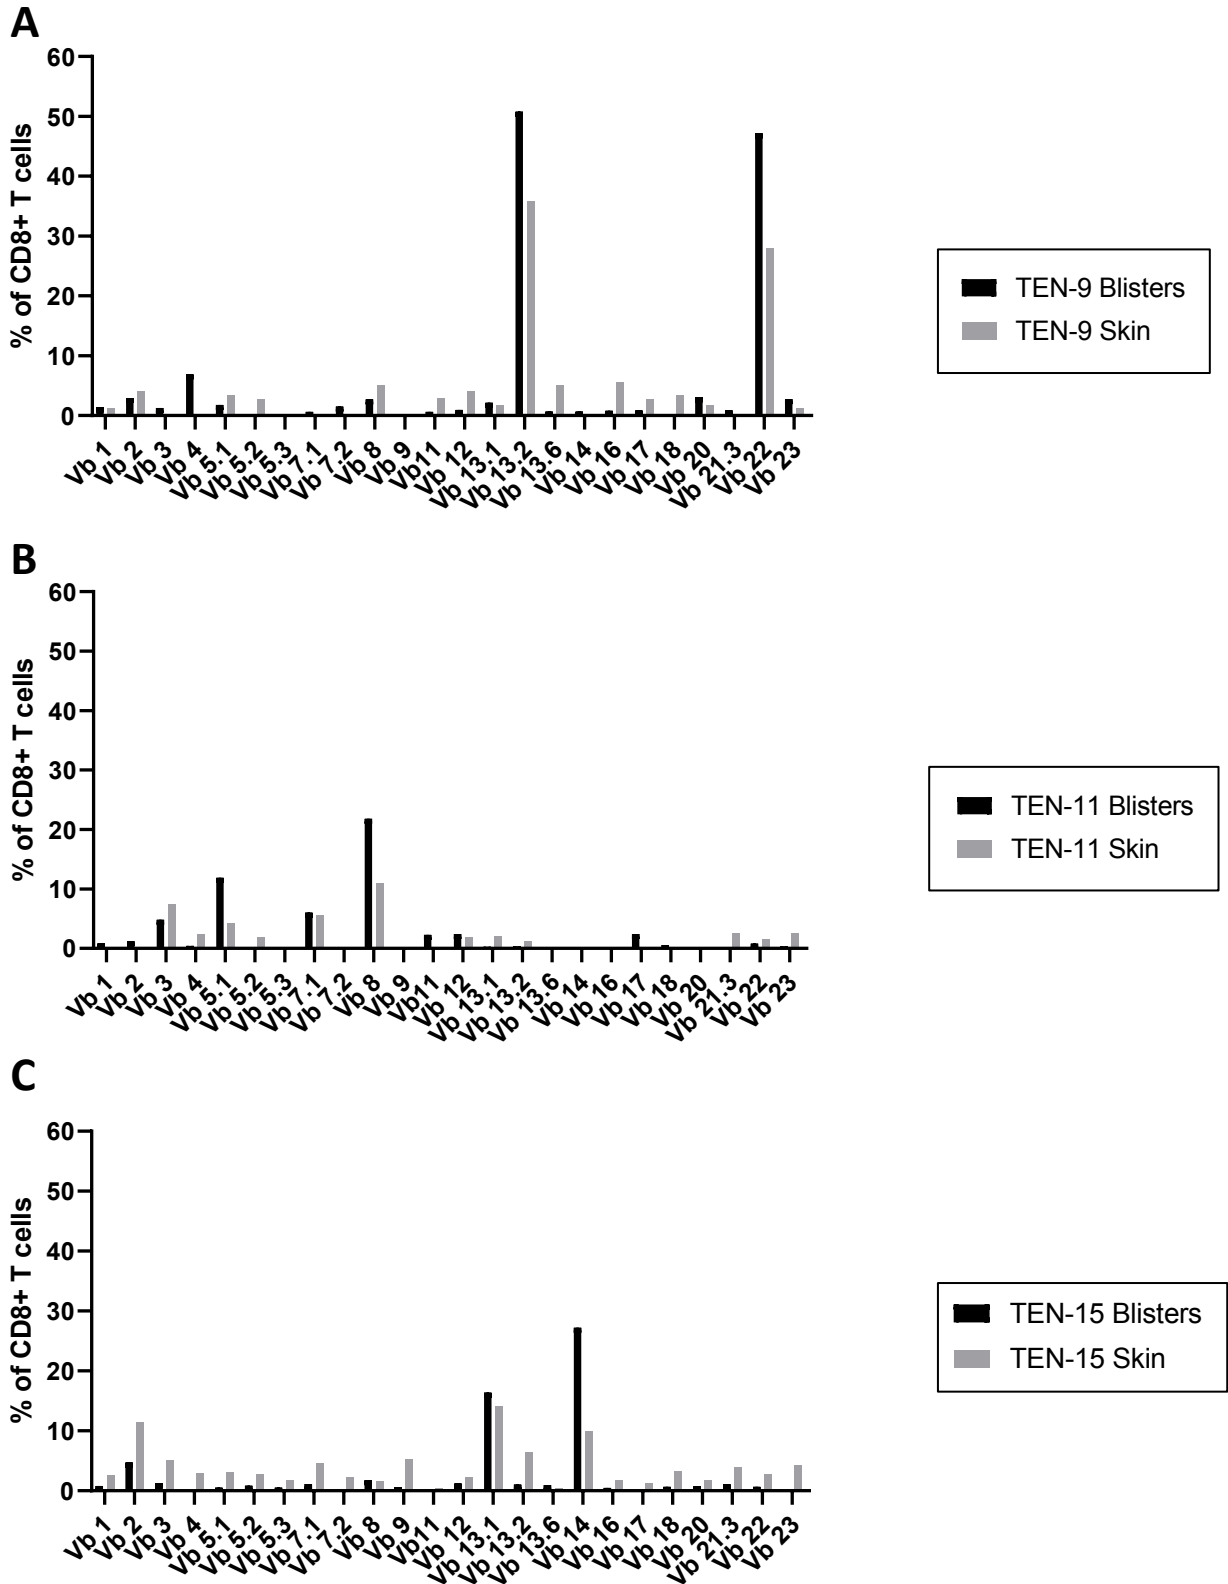 A
60
50
40
30
20
10
0
% of CD8+ T cells
Vb 1
Vb 2
Vb 3
Vb 4
Vb 5.1
Vb 5.2
Vb 5.3
Vb 7.1
Vb 7.2
Vb 8
Vb 9
Vb11
Vb 12
Vb 13.1
Vb 13.2
Vb 13.6
Vb 14
Vb 16
Vb 17
Vb 18
Vb 20
Vb 21.3
Vb 22
Vb 23
TEN-9 Blisters
TEN-9 Skin
B
60
50
40
30
20
10
0
% of CD8+ T cells
Vb 1
Vb 2
Vb 3
Vb 4
Vb 5.1
Vb 5.2
Vb 5.3
Vb 7.1
Vb 7.2
Vb 8
Vb 9
Vb11
Vb 12
Vb 13.1
Vb 13.2
Vb 13.6
Vb 14
Vb 16
Vb 17
Vb 18
Vb 20
Vb 21.3
Vb 22
Vb 23
TEN-11 Blisters
TEN-11 Skin
C
60
50
40
30
20
10
0
% of CD8+ T cells
Vb 1
Vb 2
Vb 3
Vb 4
Vb 5.1
Vb 5.2
Vb 5.3
Vb 7.1
Vb 7.2
Vb 8
Vb 9
Vb11
Vb 12
Vb 13.1
Vb 13.2
Vb 13.6
Vb 14
Vb 16
Vb 17
Vb 18
Vb 20
Vb 21.3
Vb 22
Vb 23
TEN-15 Blisters
TEN-15 Skin